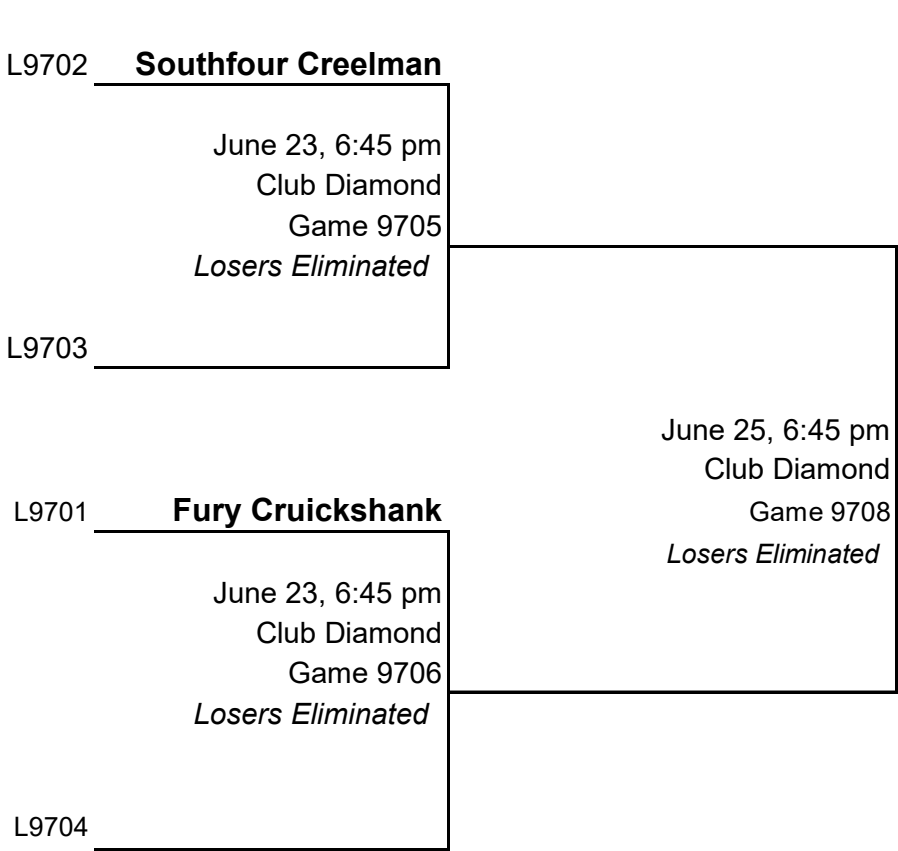 L9702 Southfour Creelman
June 23, 6:45 pm
Club Diamond
Game 9705
Losers Eliminated
L9703
June 25, 6:45 pm
Club Diamond
Game 9708
Losers Eliminated
L9701 Fury Cruickshank
June 23, 6:45 pm
Club Diamond
Game 9706
Losers Eliminated
L9704